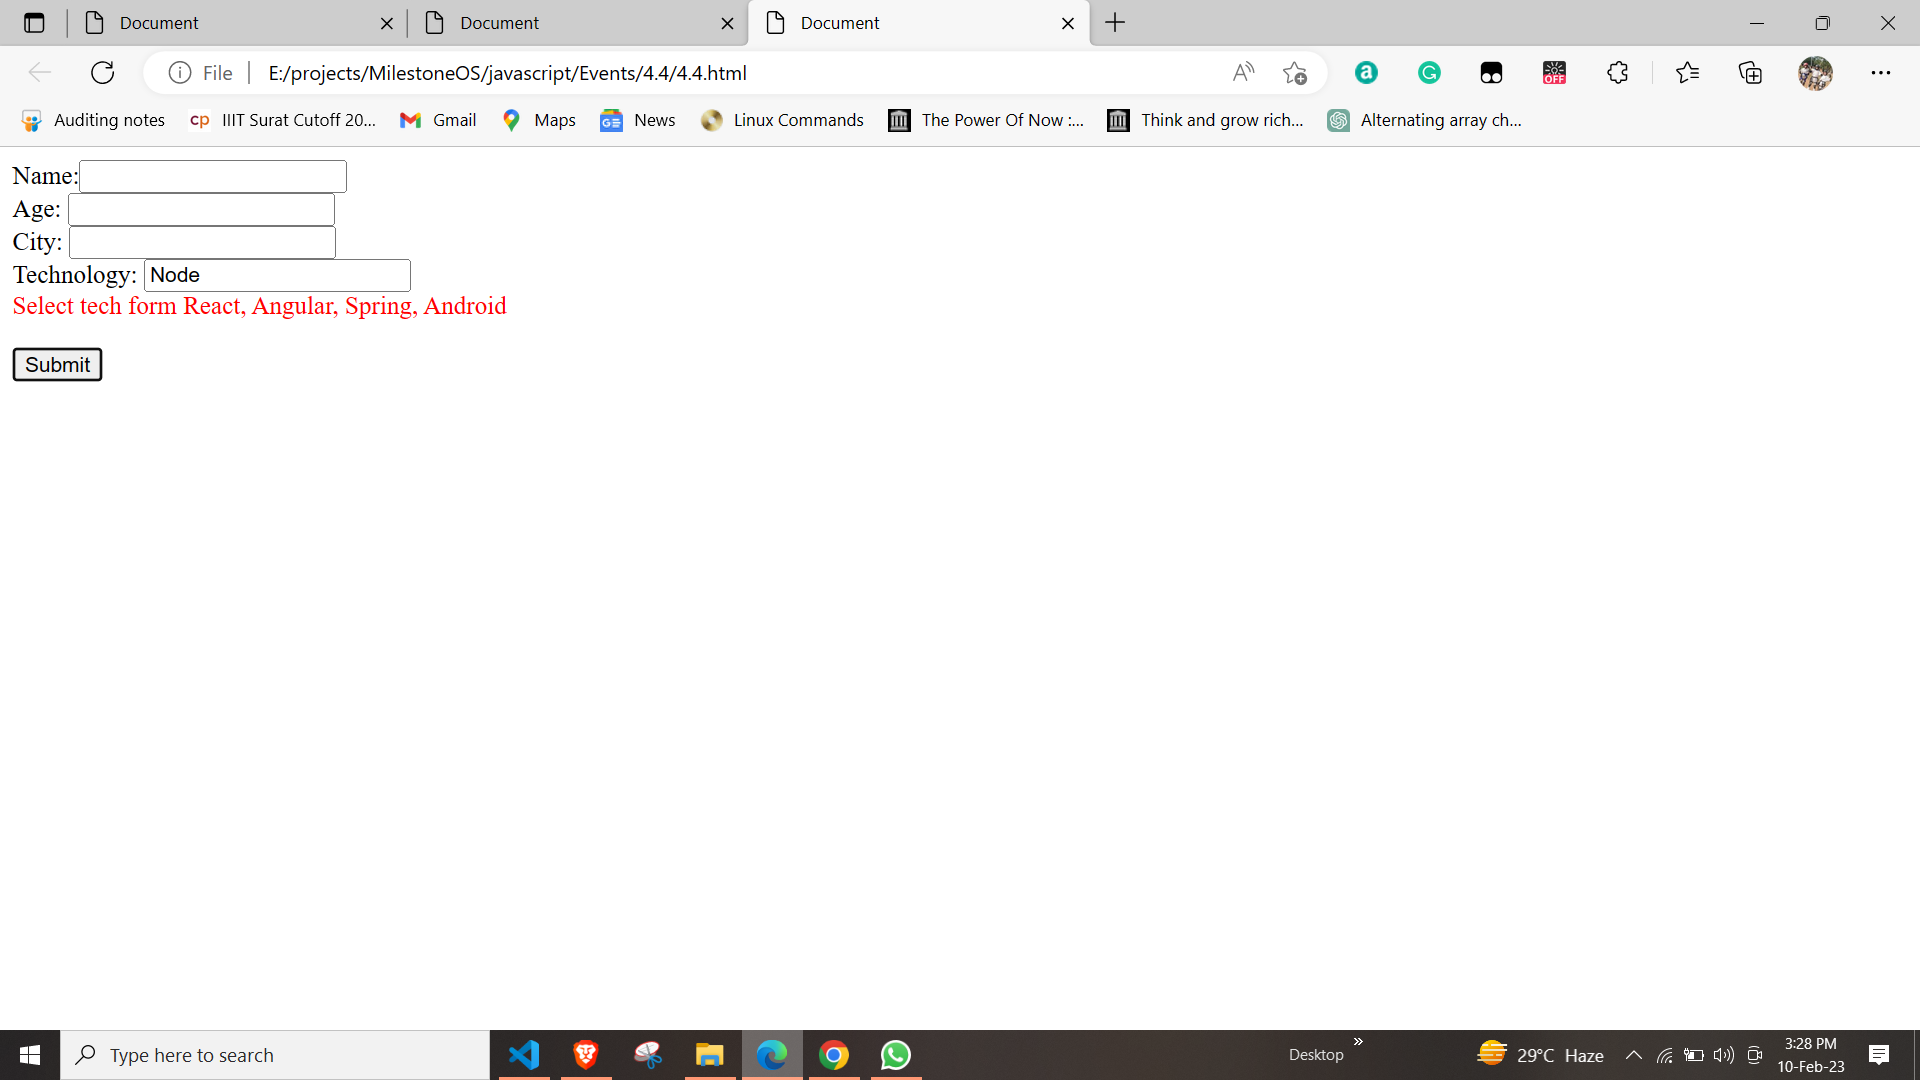 Document Document Document
File E:/projects/MilestoneOS/javascript/Events/4.4/4.4.html
OFF
Auditing notes cp IIIT Surat Cutoff 20... Gmail Maps News Linux Commands The Power Of Now :... Think and grow rich... Alternating array ch...
Name:
Age:
City:
Technology: Node
Select tech form React, Angular, Spring, Android
Submit
Type here to search Desktop » 29°C Haze 3:28 PM
10-Feb-23